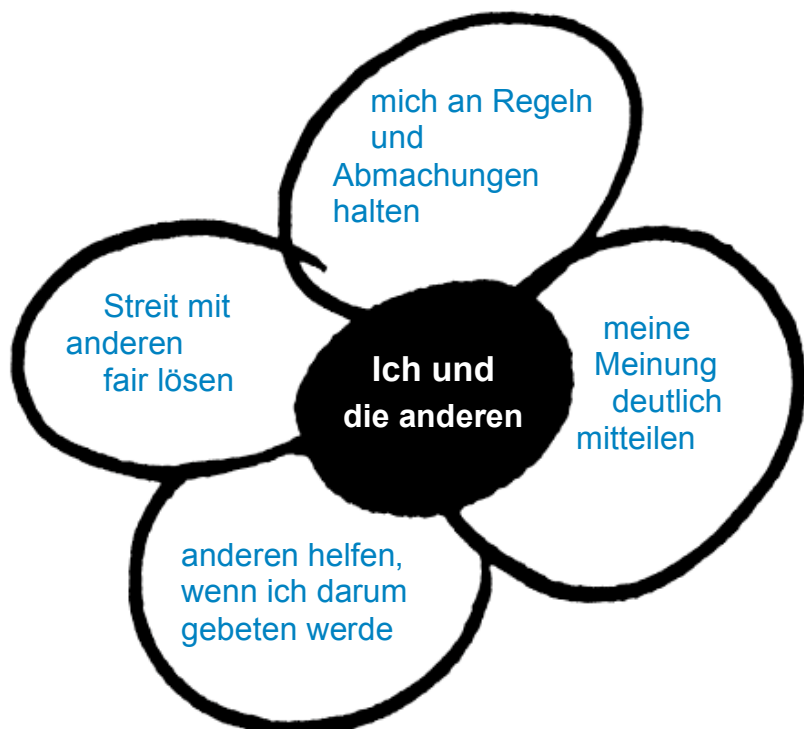 mich an Regeln
und
Abmachungen
halten
Streit mit
anderen
fair lösen
Ich und
die anderen
meine
Meinung
deutlich
mitteilen
anderen helfen,
wenn ich darum
gebeten werde